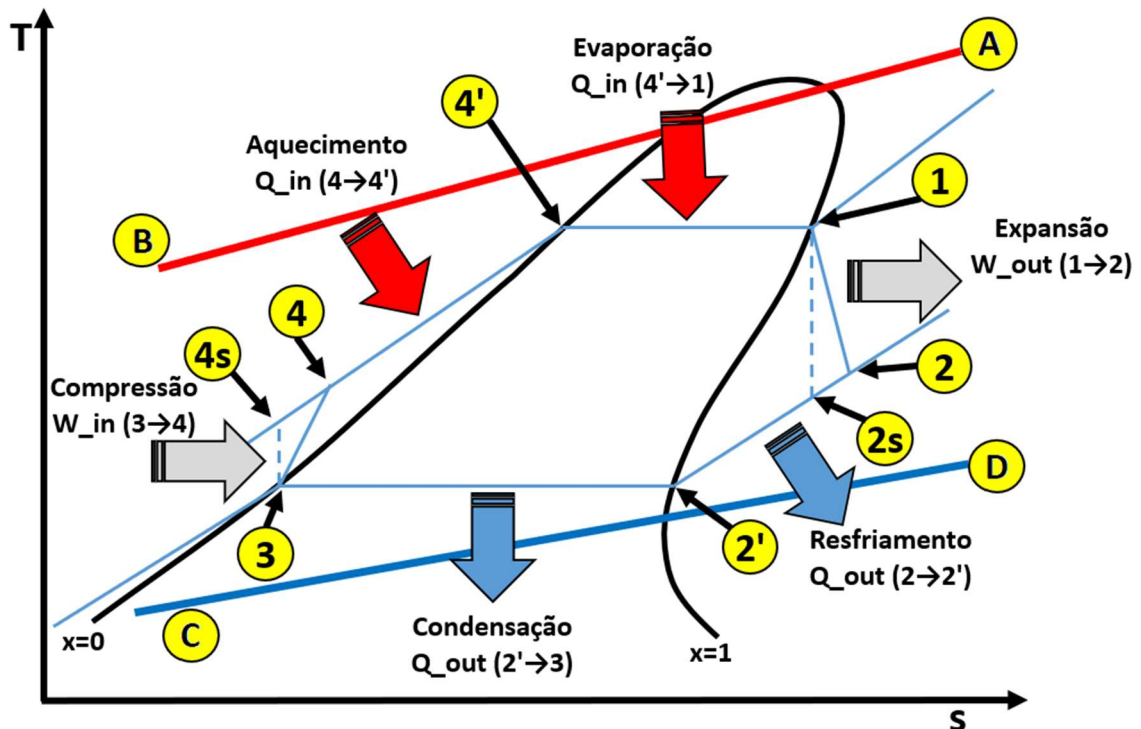 T
A
Evaporação
Q_in (4'→1)
4'
Aquecimento
Q_in (4→4')
1
B
Expansão
W_out (1→2)
4
4s
2
Compressão
W_in (3→4)
2s
D
3
2'
Resfriamento
Q_out (2→2')
C
Condensação
Q_out (2'→3)
x=0
x=1
s